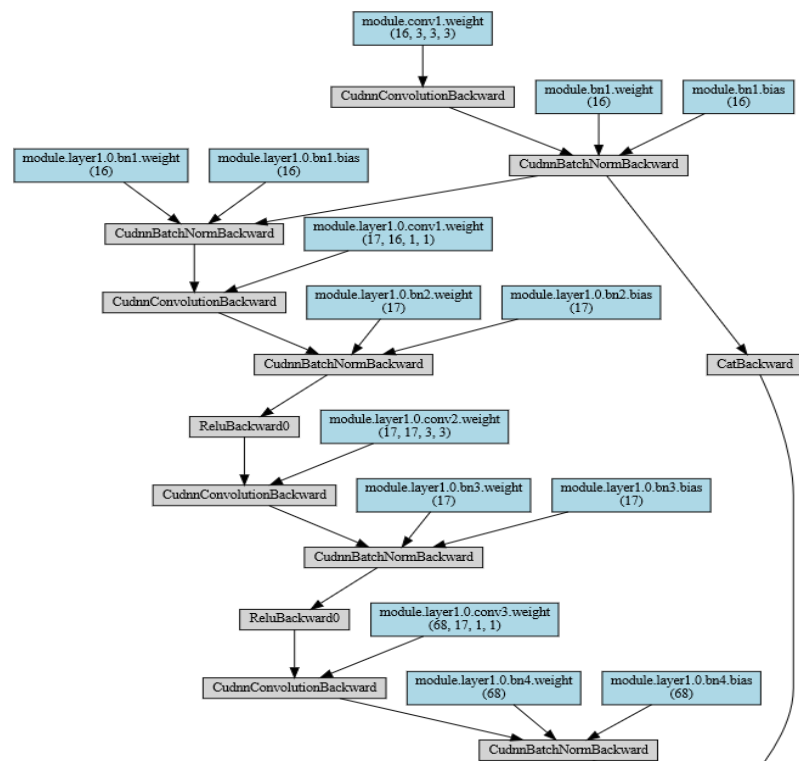 module.conv1.weight
(16, 3, 3, 3)
CudnnConvolutionBackward
module.bn1.weight
(16)
module.bn1.bias
(16)
CudnnBatchNormBackward
module.layer1.0.bn1.weight
(16)
module.layer1.0.bn1.bias
(16)
CudnnBatchNormBackward
module.layer1.0.conv1.weight
(17, 16, 1, 1)
CudnnConvolutionBackward
module.layer1.0.bn2.weight
(17)
module.layer1.0.bn2.bias
(17)
CudnnBatchNormBackward
CatBackward
ReluBackward0
module.layer1.0.conv2.weight
(17, 17, 3, 3)
CudnnConvolutionBackward
module.layer1.0.bn3.weight
(17)
module.layer1.0.bn3.bias
(17)
CudnnBatchNormBackward
ReluBackward0
module.layer1.0.conv3.weight
(68, 17, 1, 1)
CudnnConvolutionBackward
module.layer1.0.bn4.weight
(68)
module.layer1.0.bn4.bias
(68)
CudnnBatchNormBackward